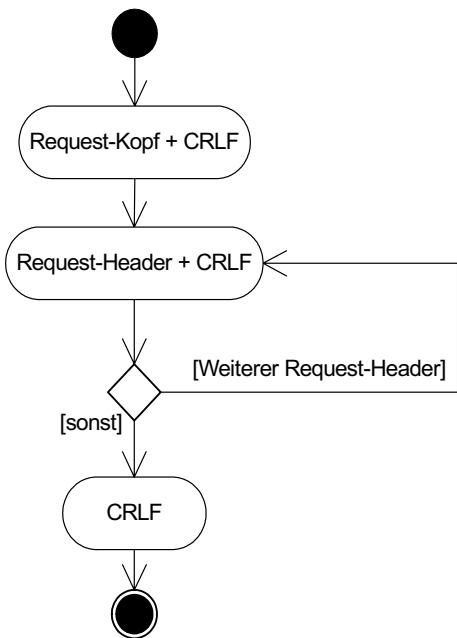 Request-Kopf + CRLF
Request-Header + CRLF
[Weiterer Request-Header]
[sonst]
CRLF